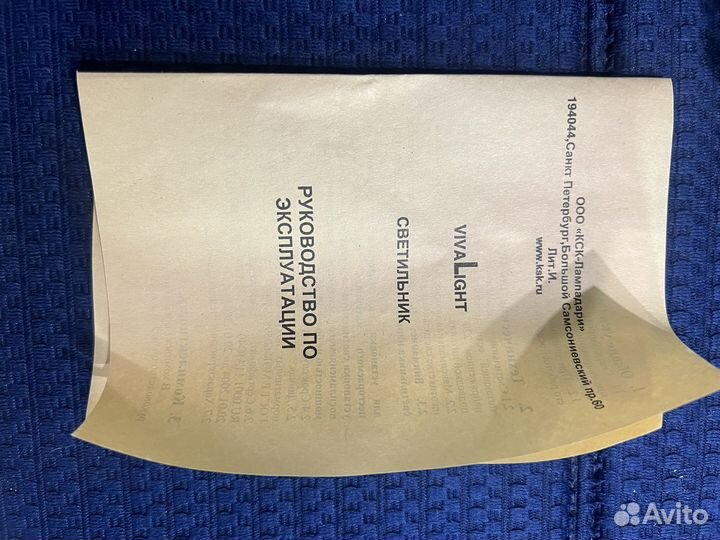 ООО «КСК-Лампадари»
194044,Санкт Петербург,Большой Самсониевский пр.60
Лит.И.
www.ksk.ru
VIVALIGHT
СВЕТИЛЬНИК
РУКОВОДСТВО ПО
ЭКСПЛУАТАЦИИ
Avito